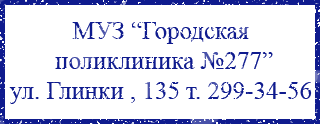 МУЗ “Городская
поликлиника №277”
ул. Глинки , 135 т. 299-34-56